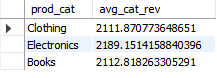 prod_cat avg_cat_rev
Clothing 2111.870773648651
Electronics 2189.1514158840396
Books 2112.818263305291